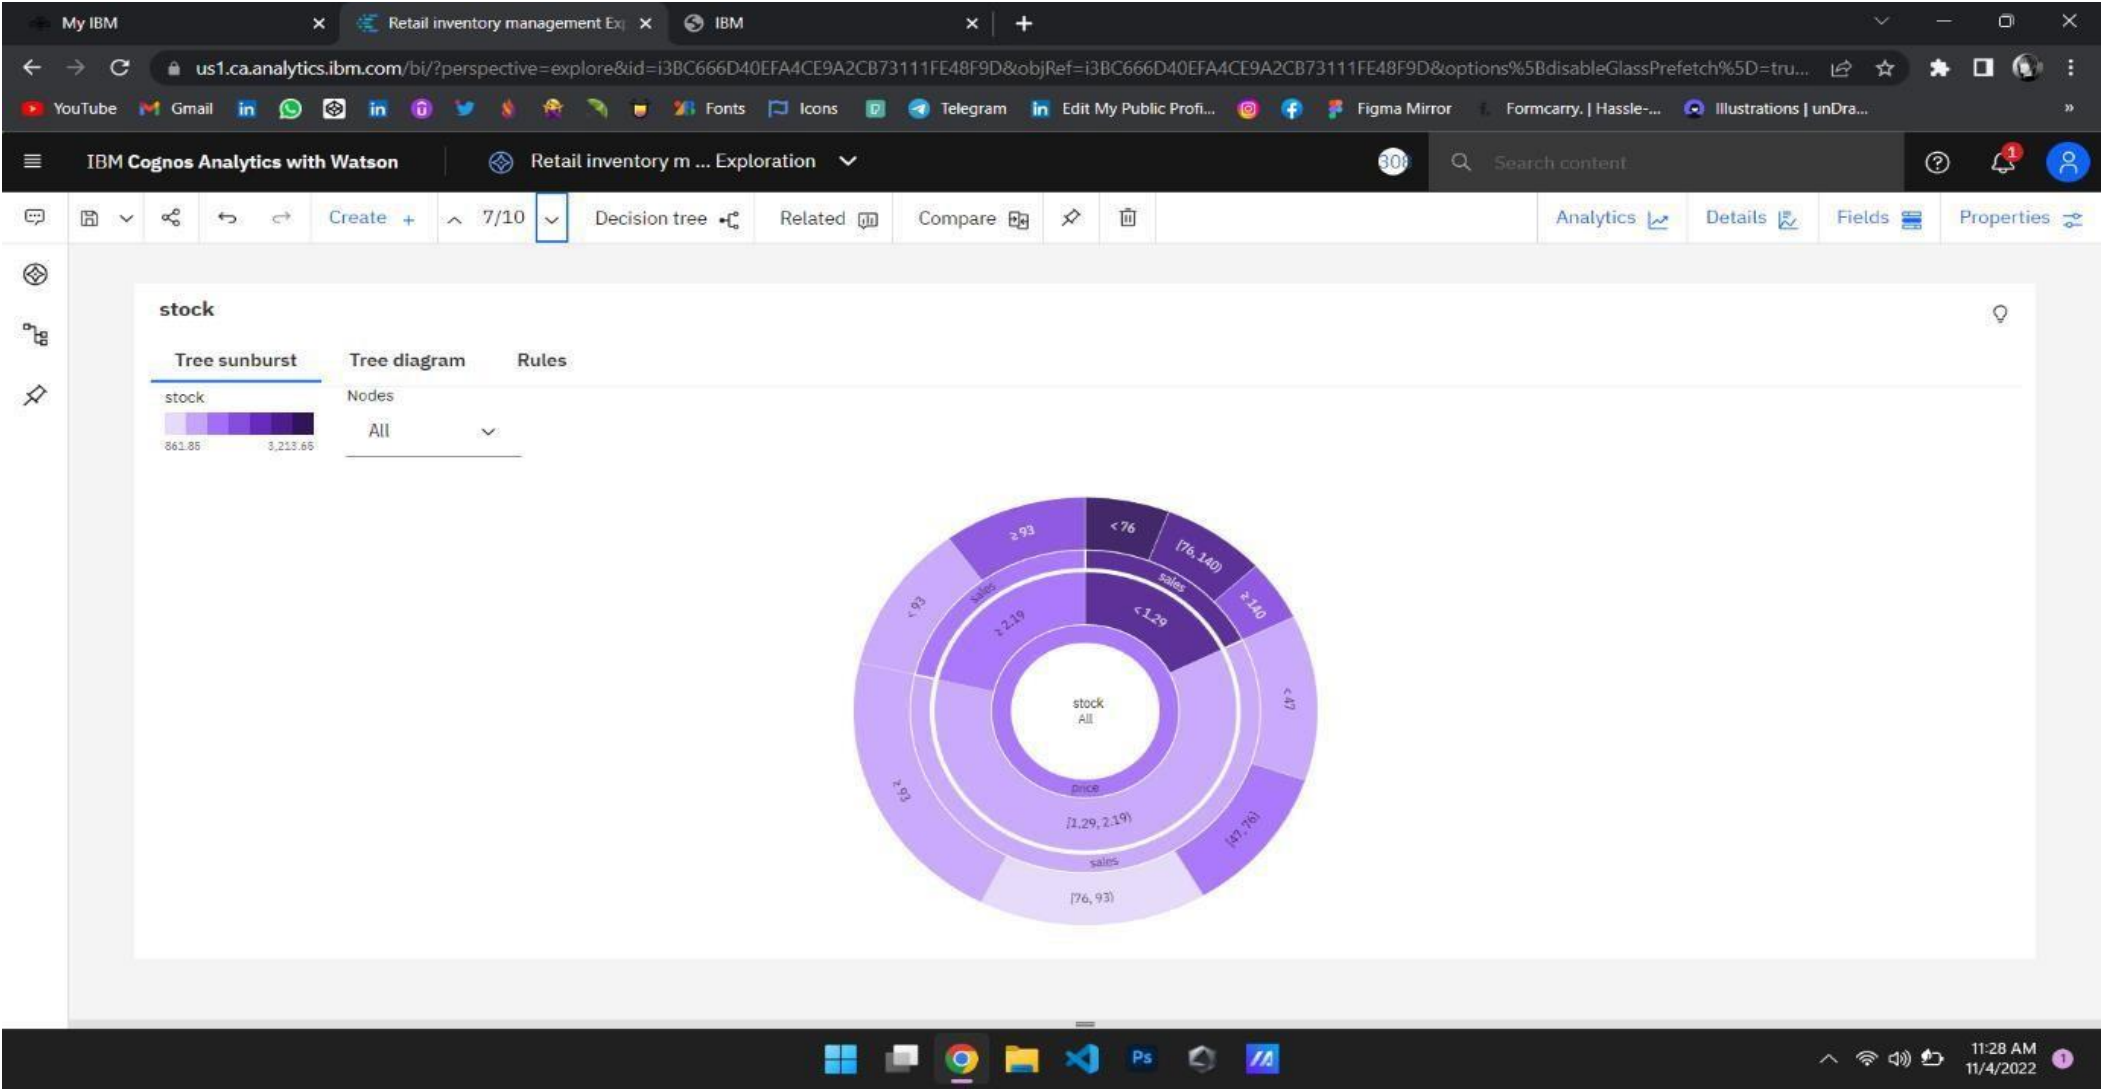 My IBM
Retail inventory management Ex
IBM
us1.ca.analytics.ibm.com/bi/?perspective=explore&id=i3BC666D40EFA4CE9A2CB73111FE48F9D&objRef=i3BC666D40EFA4CE9A2CB73111FE48F9D&options%5BdisableGlassPrefetch%5D=tru...
YouTube Gmail Fonts Icons Telegram Edit My Public Profi... Figma Mirror Formcarry. | Hassle-... Illustrations | unDra... »
IBM Cognos Analytics with Watson
Retail inventory m ... Exploration
Search content
1
Create +
7/10
Decision tree
Related
Compare
Analytics
Details
Fields
Properties
stock
Tree sunburst
Tree diagram
Rules
stock
861.85
3,213.65
Nodes
All
≥ 93
< 76
[76, 140)
sales
sales
≥ 140
< 93
≥ 2.19
< 1.29
stock
All
< 47
≥ 93
price
[1.29, 2.19)
[47, 76)
sales
[76, 93)
Ps
11:28 AM
11/4/2022
1